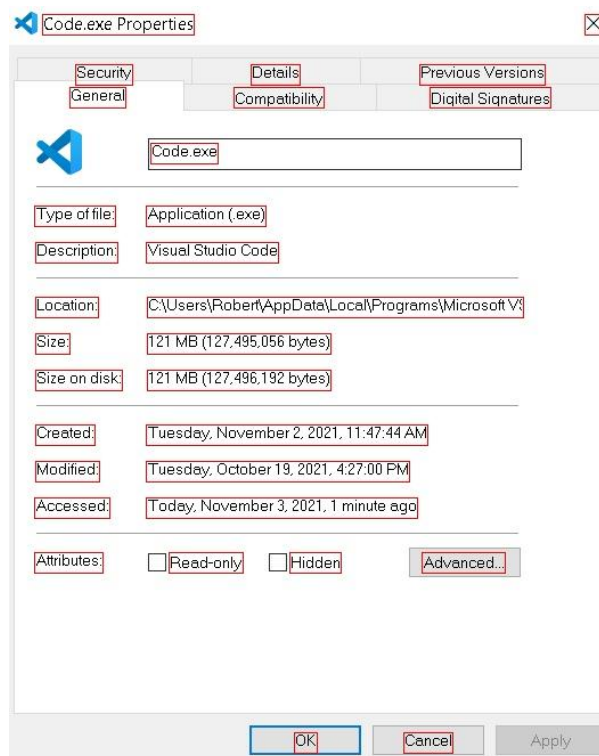 Code.exe Properties
Security Details Previous Versions
General Compatibility Digital Signatures
Code.exe
Type of file: Application (.exe)
Description: Visual Studio Code
Location: C:\Users\Robert\AppData\Local\Programs\Microsoft VS
Size: 121 MB (127,495,056 bytes)
Size on disk: 121 MB (127,496,192 bytes)
Created: Tuesday, November 2, 2021, 11:47:44 AM
Modified: Tuesday, October 19, 2021, 4:27:00 PM
Accessed: Today, November 3, 2021, 1 minute ago
Attributes: Read-only Hidden Advanced...
OK Cancel Apply